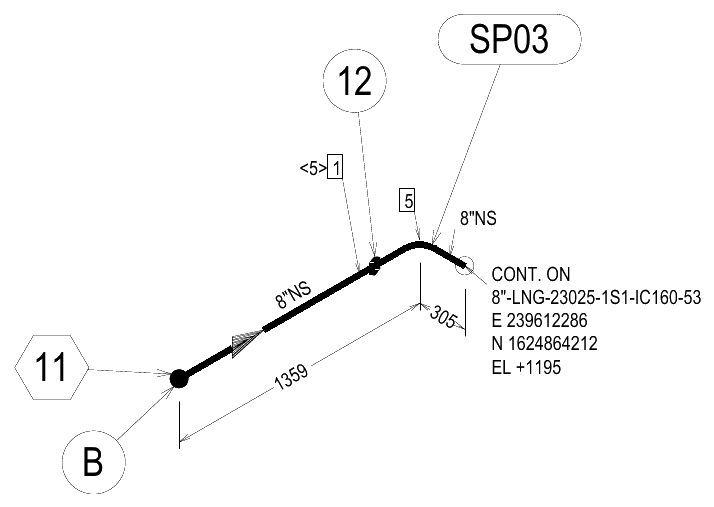 SP03
12
<5> 1
5
8"NS
8"NS
CONT. ON
8"-LNG-23025-1S1-IC160-53
E 239612286
N 1624864212
EL +1195
305
11
1359
B